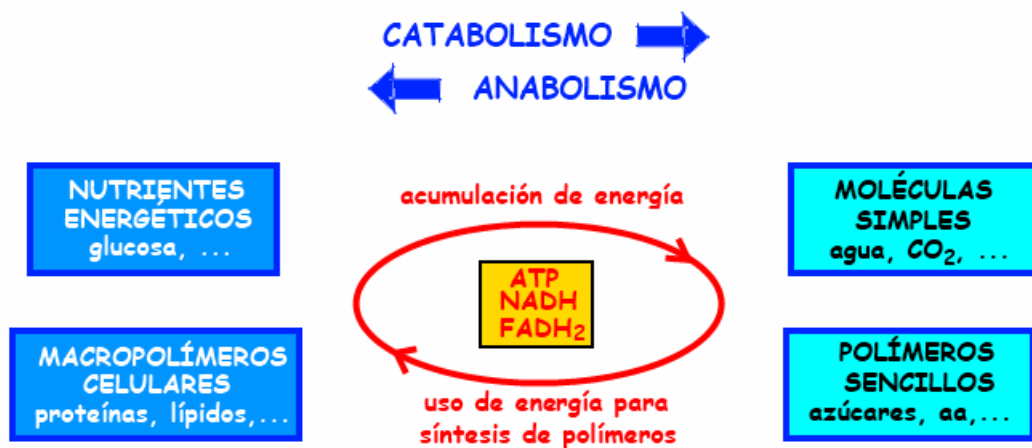 CATABOLISMO
ANABOLISMO
NUTRIENTES
ENERGÉTICOS
glucosa, ...
acumulación de energía
MOLÉCULAS
SIMPLES
agua, CO₂, ...
ATP
NADH
FADH₂
MACROPOLÍMEROS
CELULARES
proteínas, lípidos,...
uso de energía para
síntesis de polímeros
POLÍMEROS
SENCILLOS
azúcares, aa,...